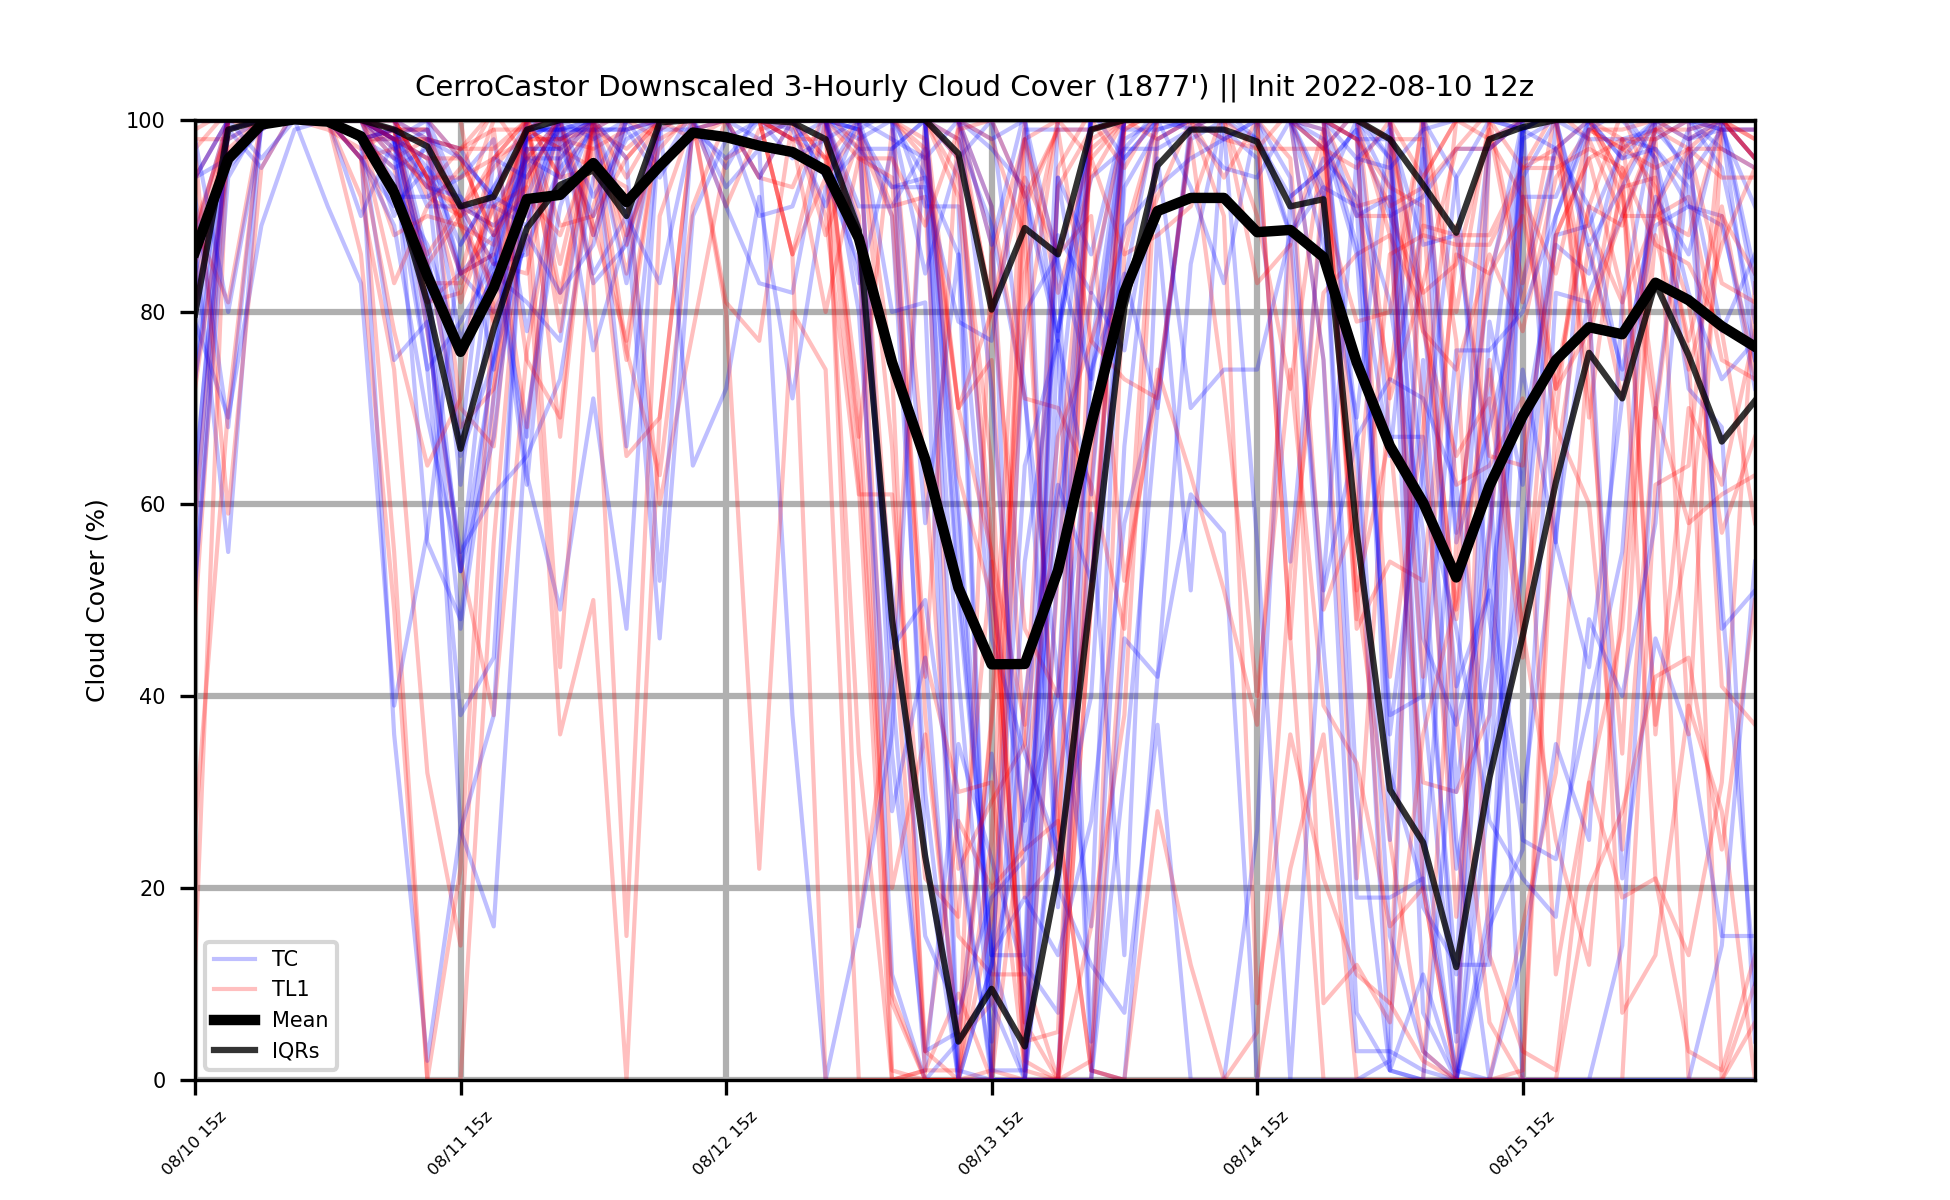 CerroCastor Downscaled 3-Hourly Cloud Cover (1877') || Init 2022-08-10 12z
100
80
60
40
20
0
Cloud Cover (%)
TC
TL1
Mean
IQRs
08/10 15z
08/11 15z
08/12 15z
08/13 15z
08/14 15z
08/15 15z